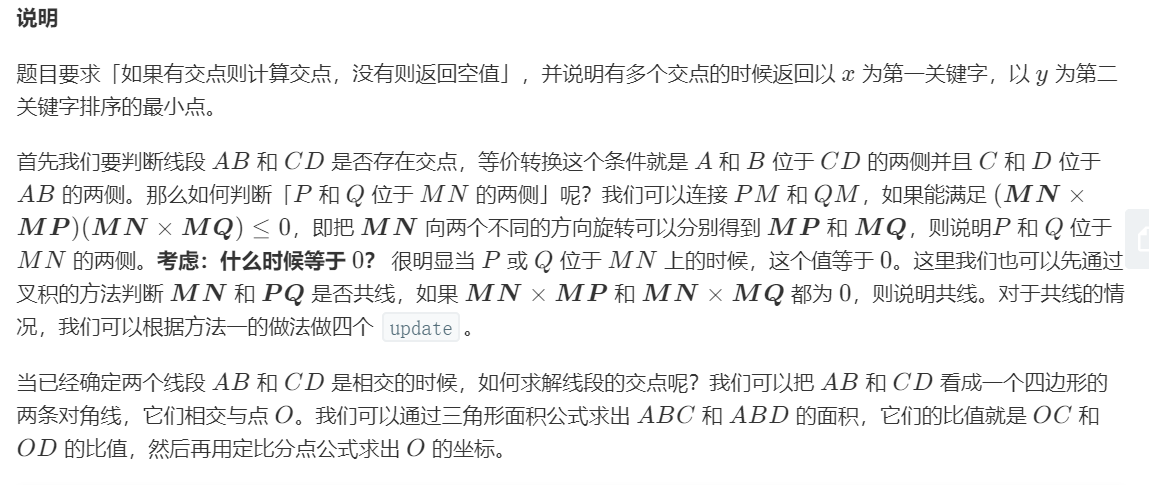 说明
题目要求「如果有交点则计算交点，没有则返回空值」，并说明有多个交点的时候返回以 x 为第一关键字，以 y 为第二
关键字排序的最小点。
首先我们要判断线段 AB 和 CD 是否存在交点，等价转换这个条件就是 A 和 B 位于 CD 的两侧并且 C 和 D 位于
AB 的两侧。那么如何判断「P 和 Q 位于 MN 的两侧」呢？我们可以连接 PM 和 QM，如果能满足 (MN ×
MP)(MN × MQ) ≤ 0，即把 MN 向两个不同的方向旋转可以分别得到 MP 和 MQ，则说明P 和 Q 位于
MN 的两侧。考虑：什么时候等于 0？ 很明显当 P 或 Q 位于 MN 上的时候，这个值等于 0。这里我们也可以先通过
叉积的方法判断 MN 和 PQ 是否共线，如果 MN × MP 和 MN × MQ 都为 0，则说明共线。对于共线的情
况，我们可以根据方法一的做法做四个 update 。
当已经确定两个线段 AB 和 CD 是相交的时候，如何求解线段的交点呢？我们可以把 AB 和 CD 看成一个四边形的
两条对角线，它们相交与点 O。我们可以通过三角形面积公式求出 ABC 和 ABD 的面积，它们的比值就是 OC 和
OD 的比值，然后再用定比分点公式求出 O 的坐标。